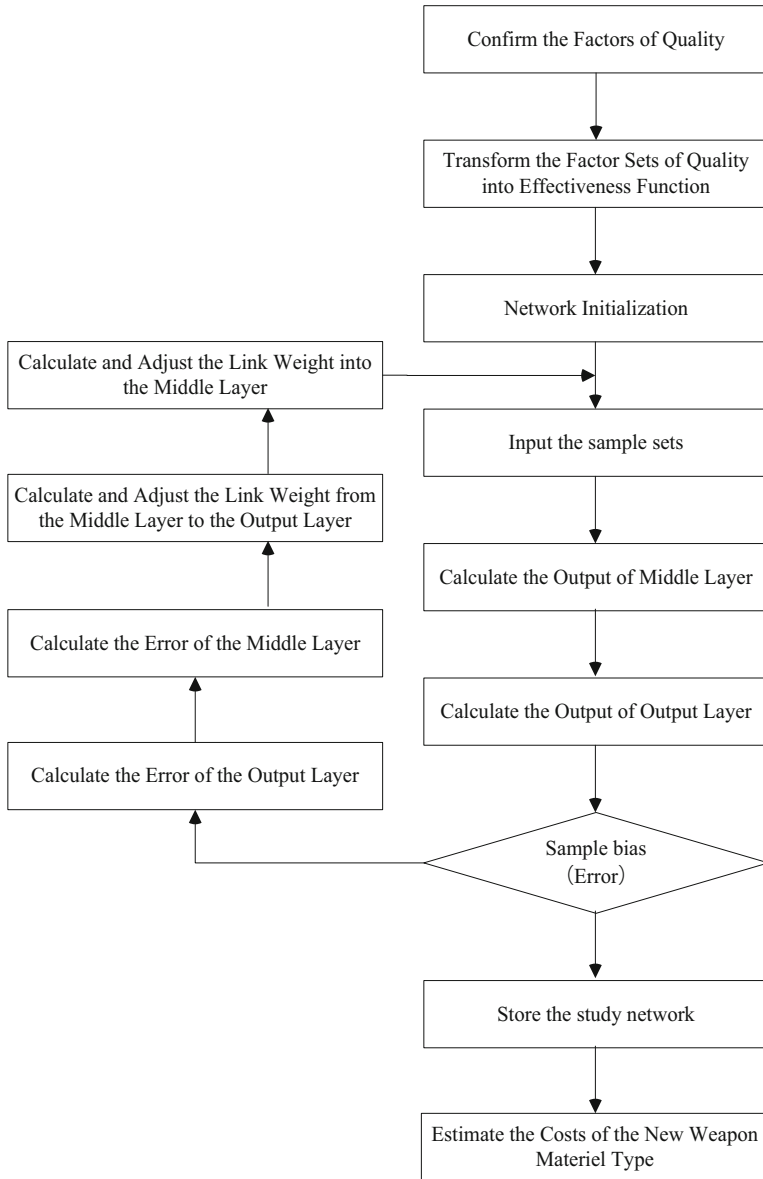 Confirm the Factors of Quality
Transform the Factor Sets of Quality
into Effectiveness Function
Network Initialization
Calculate and Adjust the Link Weight into
the Middle Layer
Input the sample sets
Calculate and Adjust the Link Weight from
the Middle Layer to the Output Layer
Calculate the Output of Middle Layer
Calculate the Error of the Middle Layer
Calculate the Output of Output Layer
Calculate the Error of the Output Layer
Sample bias
（Error）
Store the study network
Estimate the Costs of the New Weapon
Materiel Type